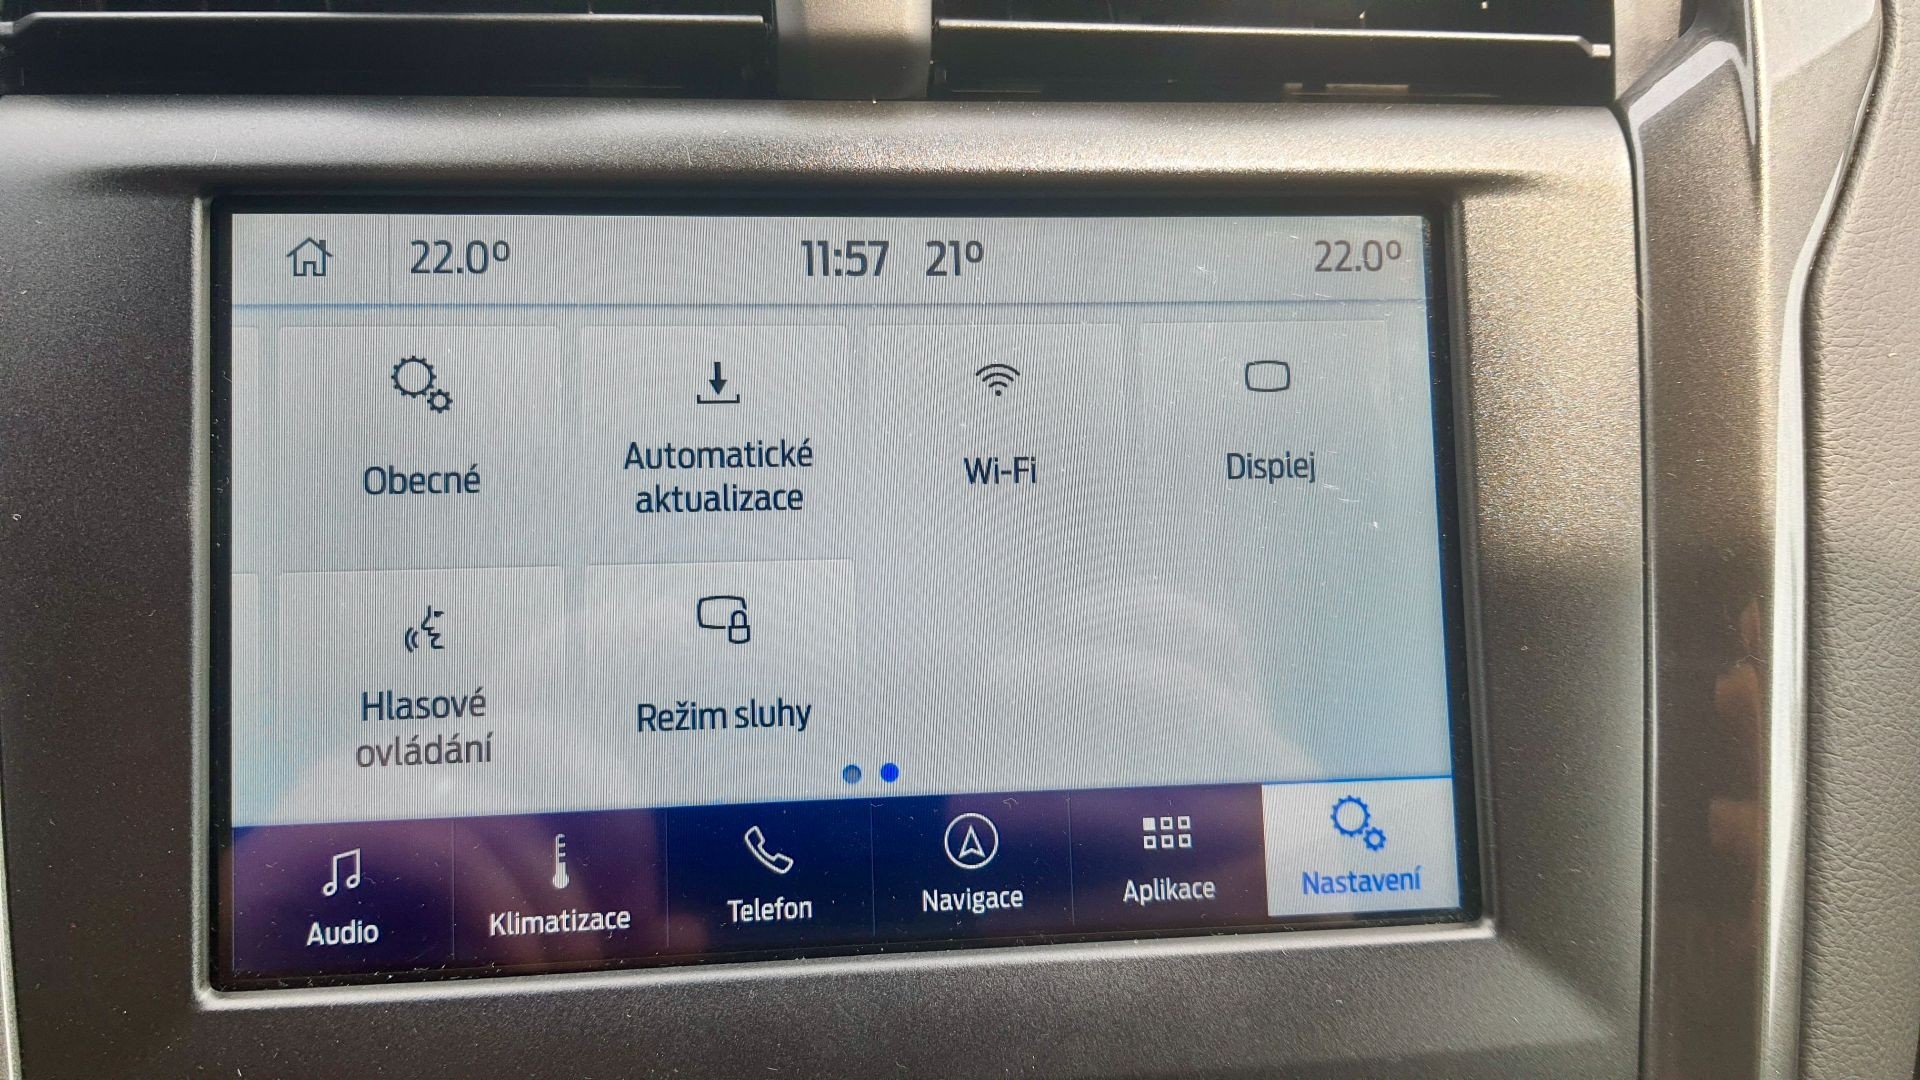 22.0° 11:57 21° 22.0°
Obecné
Automatické
aktualizace
Wi-Fi
Displej
Hlasové
ovládání
Režim sluhy
Audio
Klimatizace
Telefon
Navigace
Aplikace
Nastavení